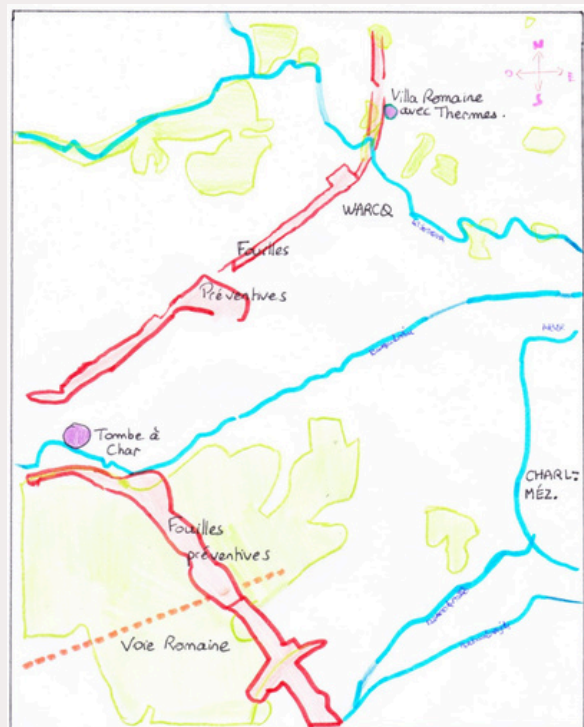 N
O
E
S
Villa Romaine
avec Thermes.
WARCQ
Fouilles
Préventives
Tombe à
Char
CHARL-
MÉZ.
Fouilles
préventives
Voie Romaine